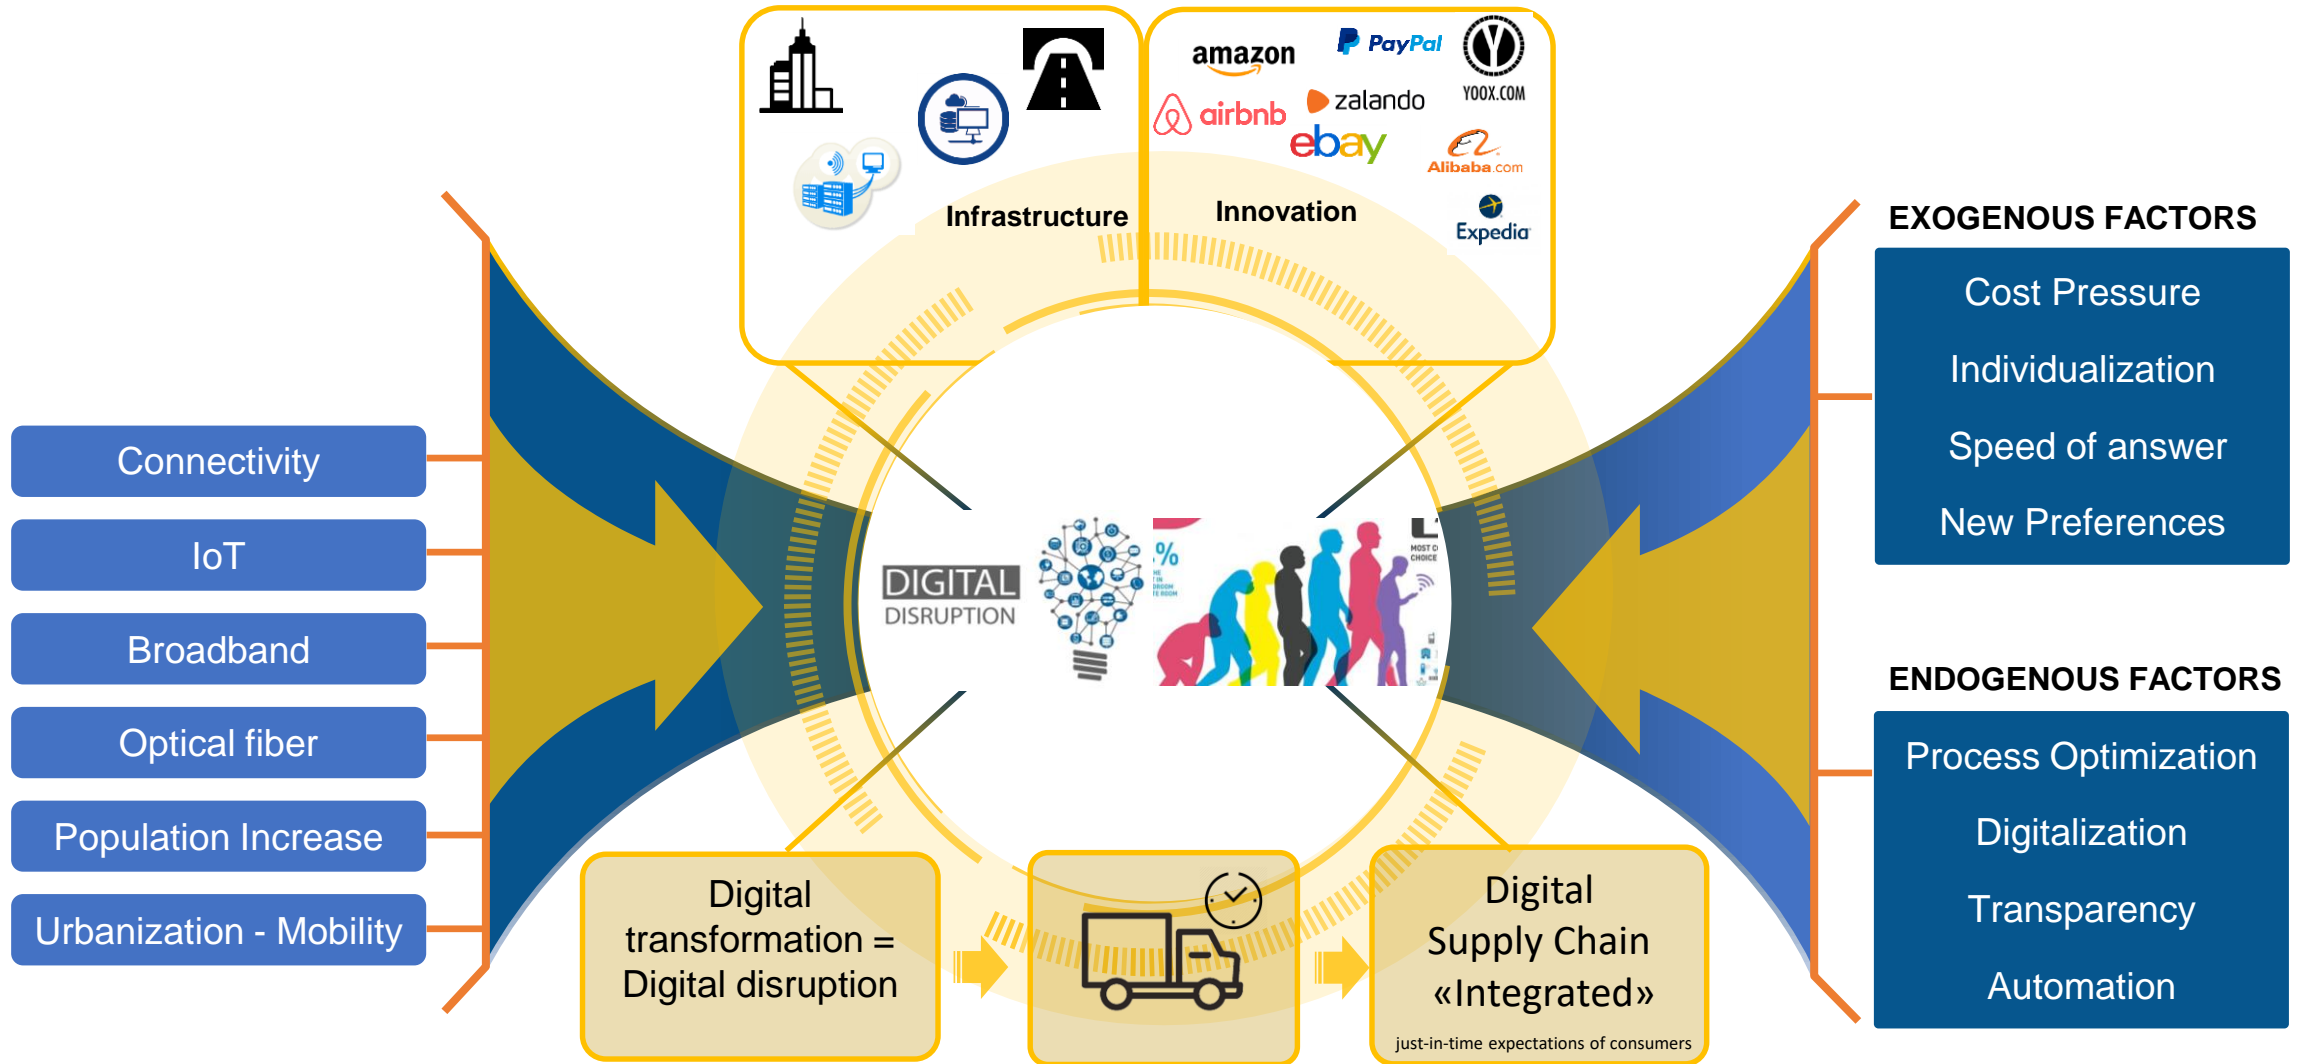 amazon
PayPal
YOOX.COM
airbnb
zalando
ebay
Alibaba.com
Expedia
Infrastructure
Innovation
Connectivity
IoT
Broadband
Optical fiber
Population Increase
Urbanization - Mobility
DIGITAL
DISRUPTION
%
MOST
CHOICE
EXOGENOUS FACTORS
Cost Pressure
Individualization
Speed of answer
New Preferences
ENDOGENOUS FACTORS
Process Optimization
Digitalization
Transparency
Automation
Digital
transformation =
Digital disruption
Digital
Supply Chain
«Integrated»
just-in-time expectations of consumers